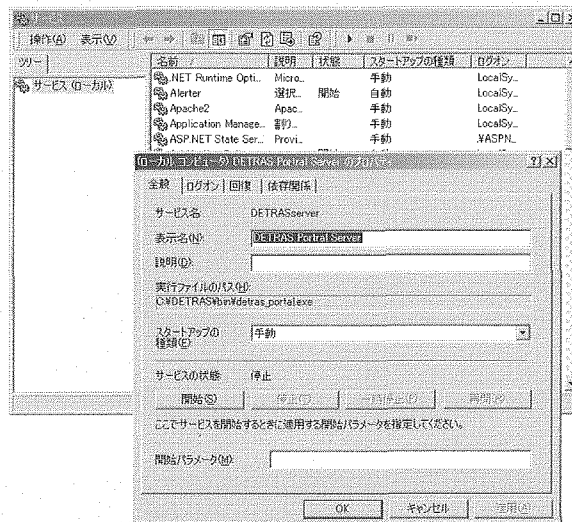 サービス
操作(A) 表示(V)
ツリー
サービス (ローカル)
名前 説明 状態 スタートアップの種類 ログオン
.NET Runtime Opti... Micro... 手動 LocalSy...
Alerter 選択... 開始 自動 LocalSy...
Apache2 Apac... 手動 LocalSy...
Application Manage... 割り... 手動 LocalSy...
ASP.NET State Ser... Provi... 手動 .¥ASPN...
(ローカル コンピュータ) DETRAS Portral Server のプロパティ
全般 ログオン 回復 依存関係
サービス名: DETRASserver
表示名(N): DETRAS Portral Server
説明(D):
実行ファイルのパス(H):
C:¥DETRAS¥bin¥detras_portal.exe
スタートアップの
種類(E): 手動
サービスの状態: 停止
開始(S) 停止(T) 一時停止(P) 再開(R)
ここでサービスを開始するときに適用する開始パラメータを指定してください。
開始パラメータ(M):
OK キャンセル 適用(A)